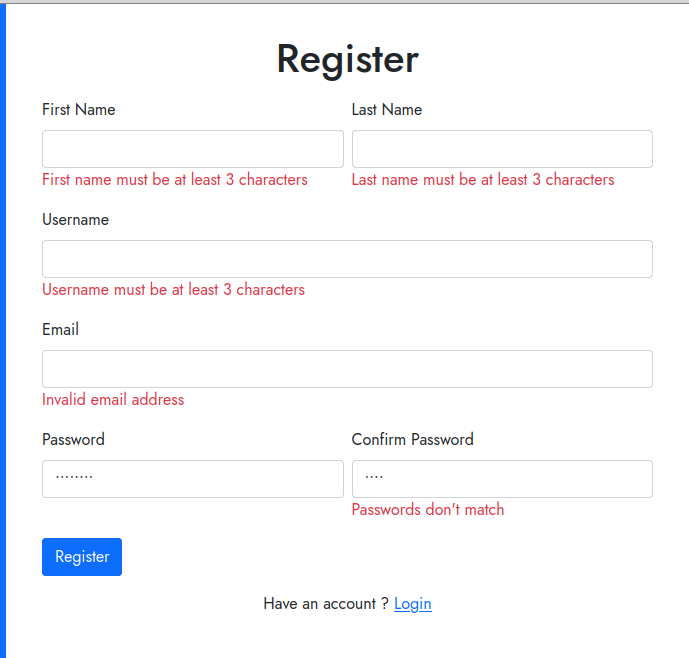 Register
First Name Last Name
First name must be at least 3 characters Last name must be at least 3 characters
Username
Username must be at least 3 characters
Email
Invalid email address
Password Confirm Password
........ ....
Passwords don't match
Register
Have an account ? Login